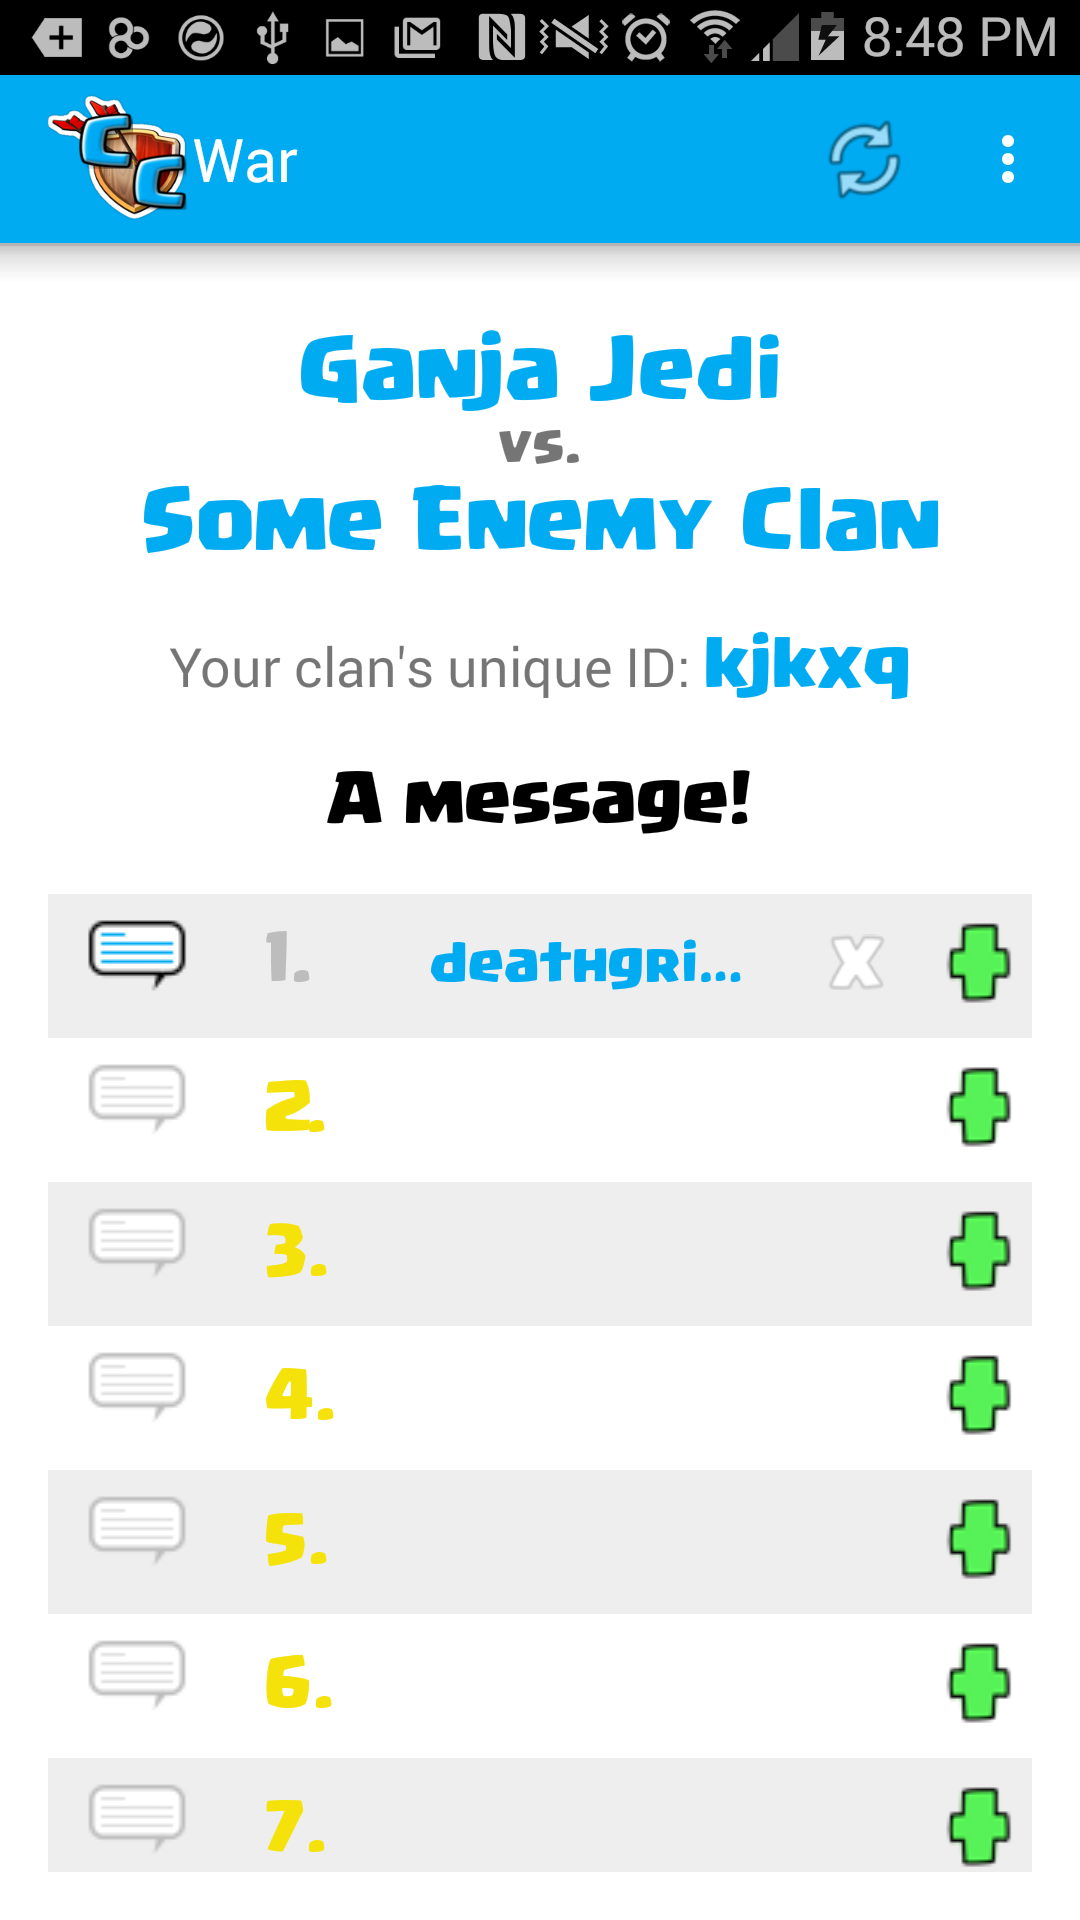 8:48 PM
CC War
Ganja Jedi
vs.
Some Enemy Clan
Your clan's unique ID: kjkxq
A message!
1. deathgri... X
2.
3.
4.
5.
6.
7.